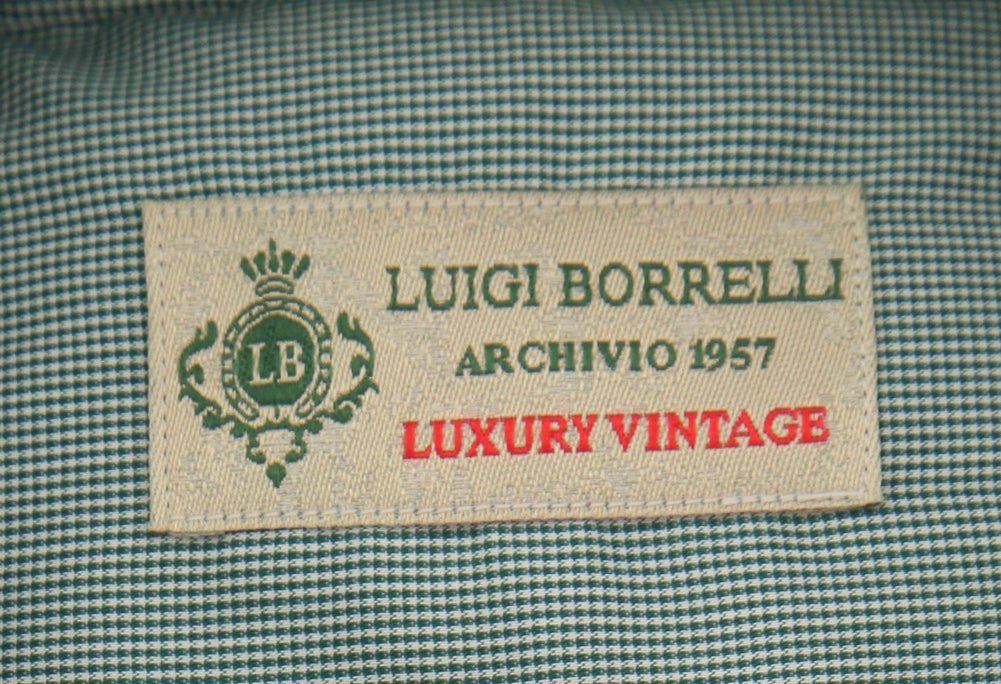 LB
LUIGI BORRELLI
ARCHIVIO 1957
LUXURY VINTAGE